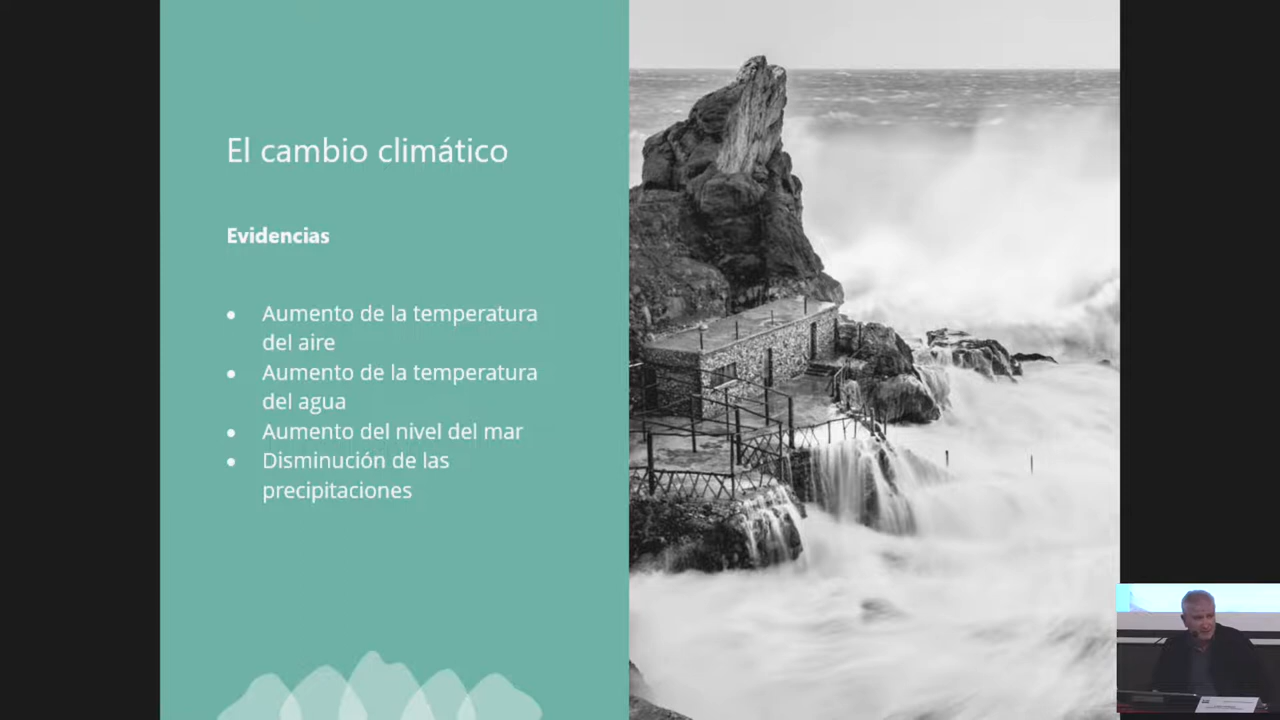 El cambio climático
Evidencias
• Aumento de la temperatura
del aire
• Aumento de la temperatura
del agua
• Aumento del nivel del mar
• Disminución de las
precipitaciones